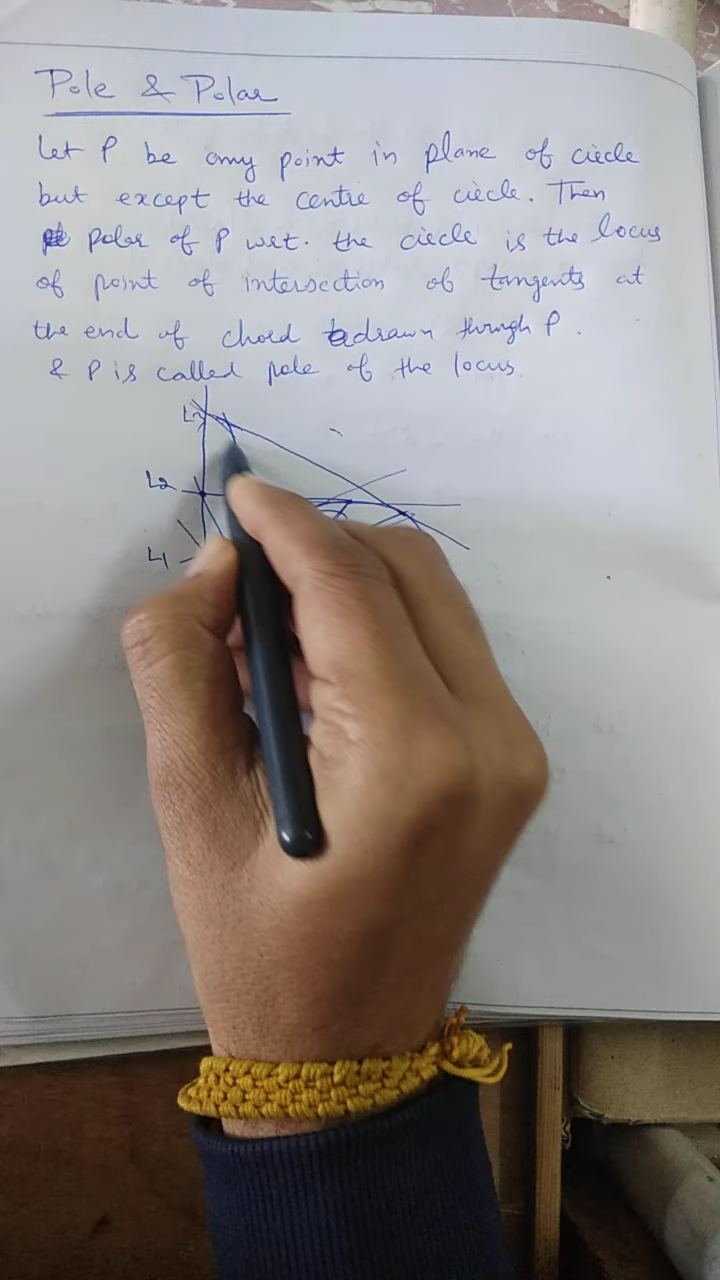 Pole & Polar
Let P be any point in plane of circle
but except the centre of circle. Then
polar of P wrt. the circle is the locus
of point of intersection of tangents at
the end of chord drawn through P.
& P is called pole of the locus.
L2
L1